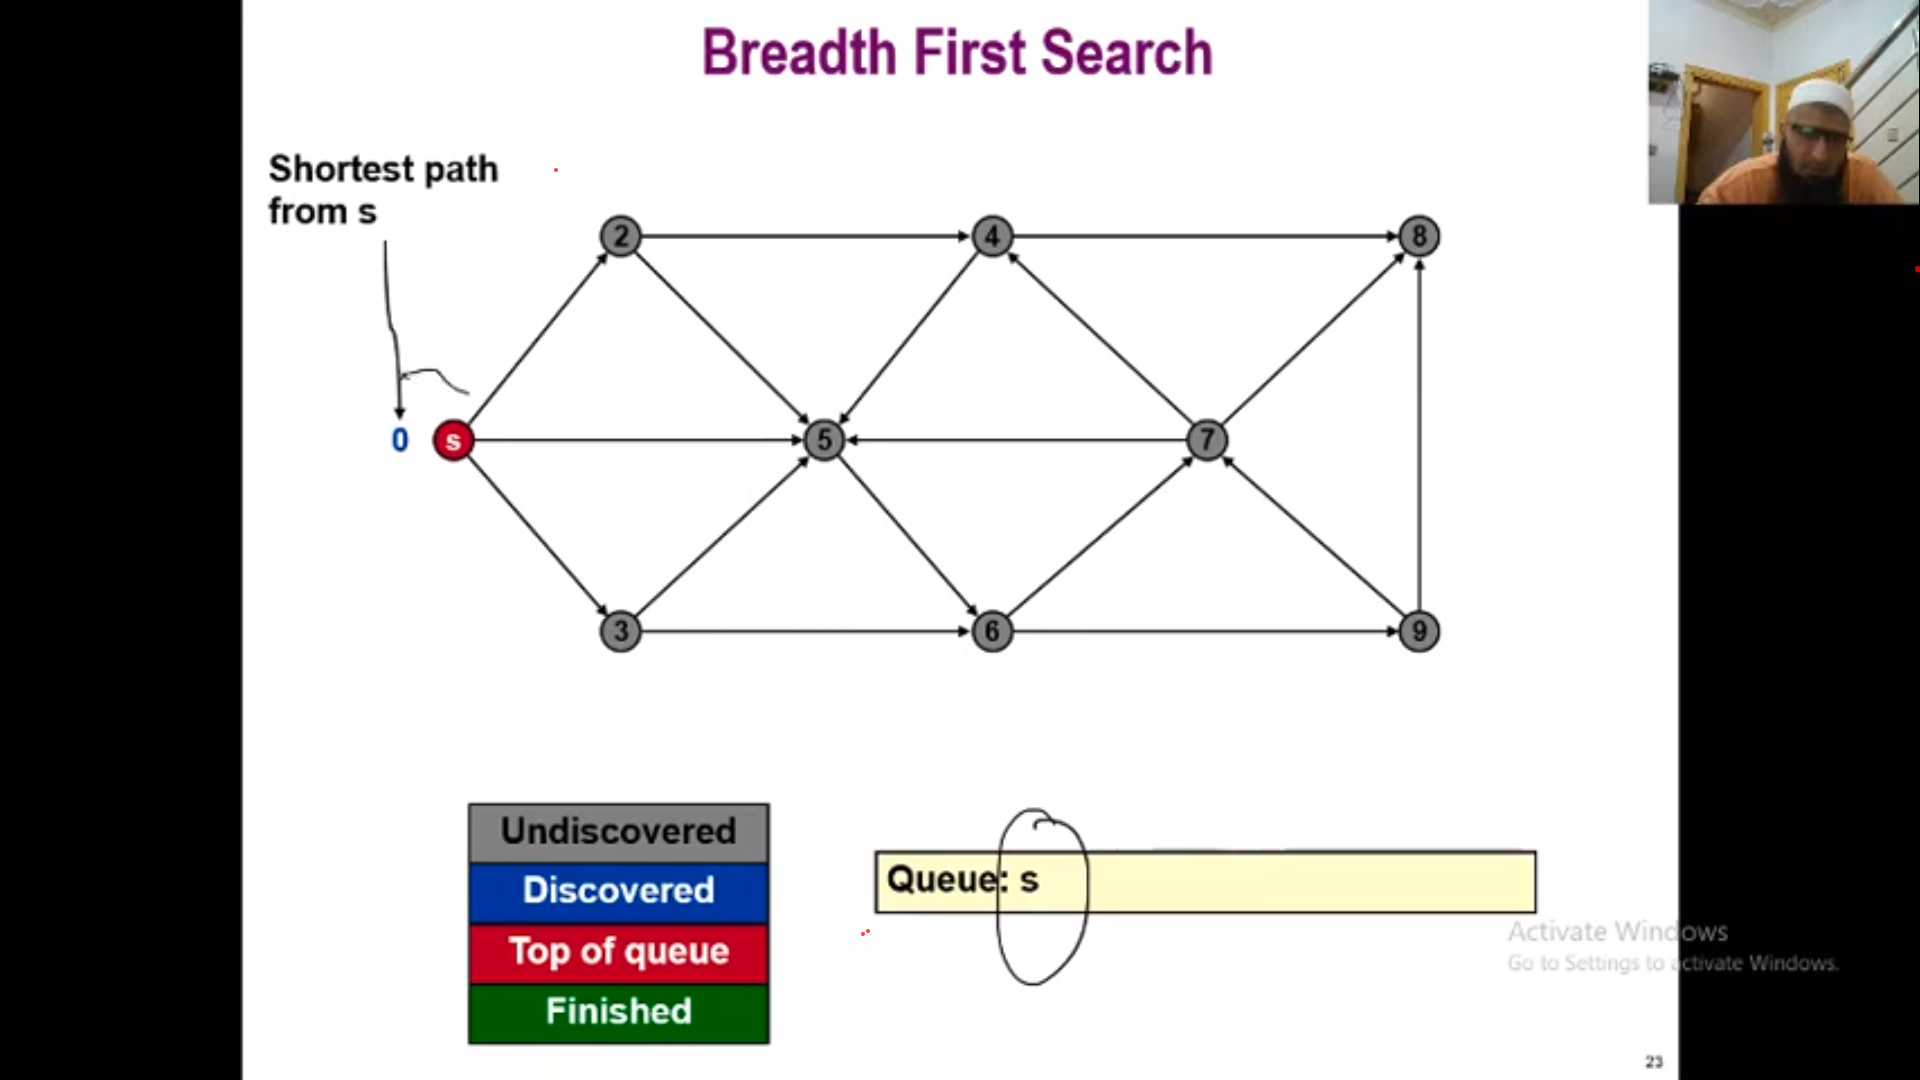 Breadth First Search
Shortest path
from s
2
4
8
0
s
5
7
3
6
9
Undiscovered
Discovered
Top of queue
Finished
Queue: s
Activate Windows
Go to Settings to activate Windows.
23